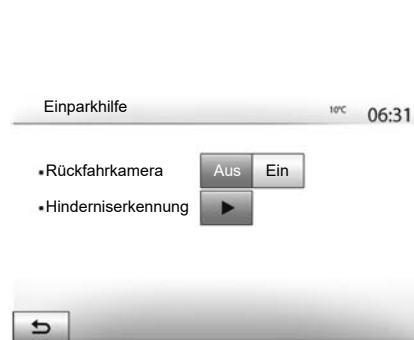 Einparkhilfe 10°C 06:31
Rückfahrkamera Aus Ein
Hinderniserkennung